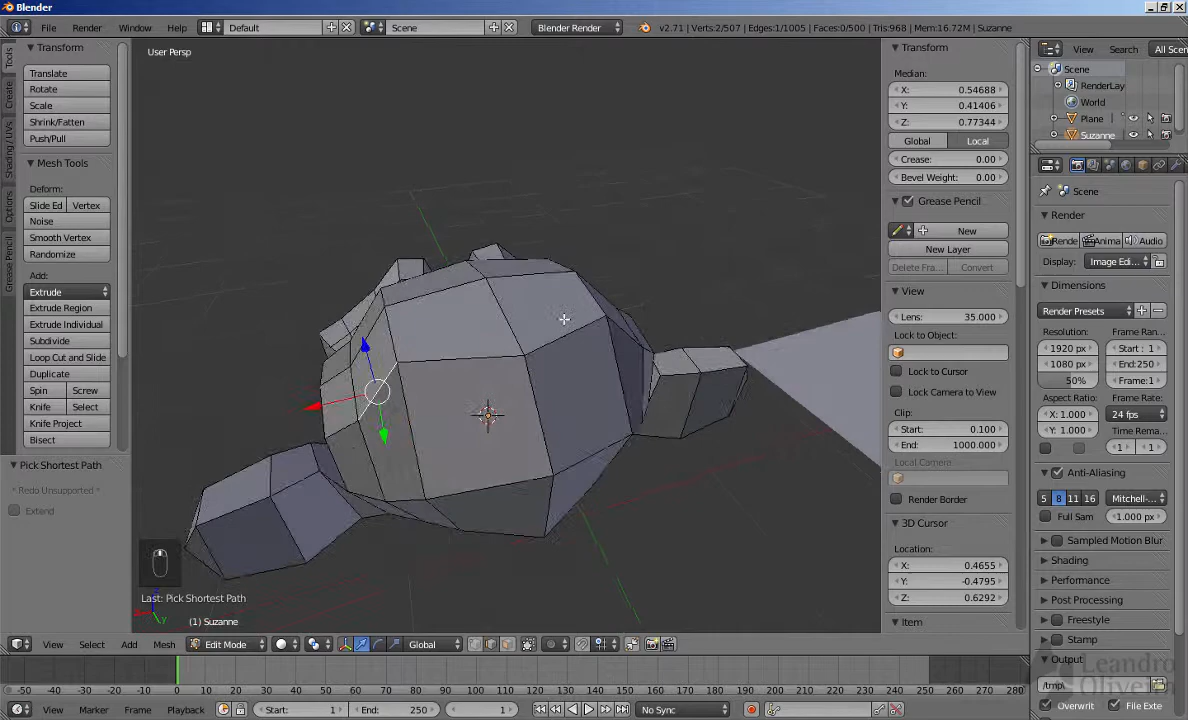 Blender
File Render Window Help Default Scene Blender Render v2.71 | Verts:2/507 | Edges:1/1005 | Faces:0/500 | Tris:968 | Mem:16.72M | Suzanne
Tools
Create
Shading / UVs
Options
Grease Pencil
Transform
Translate
Rotate
Scale
Shrink/Fatten
Push/Pull
Mesh Tools
Deform:
Slide Ed Vertex
Noise
Smooth Vertex
Randomize
Add:
Extrude
Extrude Region
Extrude Individual
Subdivide
Loop Cut and Slide
Duplicate
Spin Screw
Knife Select
Knife Project
Bisect
Pick Shortest Path
* Redo Unsupported *
Extend
User Persp
Last: Pick Shortest Path
(1) Suzanne
Transform
Median:
X: 0.54688
Y: 0.41406
Z: 0.77344
Global Local
Crease: 0.00
Bevel Weight: 0.00
Grease Pencil
New
New Layer
Delete Fra... Convert
View
Lens: 35.000
Lock to Object:
Lock to Cursor
Lock Camera to View
Clip:
Start: 0.100
End: 1000.000
Local Camera:
Render Border
3D Cursor
Location:
X: 0.4655
Y: -0.4795
Z: 0.6292
Item
View Search All Scen
Scene
RenderLay
World
Plane
Suzanne
Scene
Render
Rende Anima Audio
Display: Image Edi...
Dimensions
Render Presets
Resolution: Frame Ran...
1920 px Start: 1
1080 px End:250
50% Frame:1
Aspect Ratio: Frame Rate:
X: 1.000 24 fps
Y: 1.000 Time Rema...
1 1
Anti-Aliasing
5 8 11 16 Mitchell-...
Full Sam 1.000 px
Sampled Motion Blur
Shading
Performance
Post Processing
Freestyle
Stamp
Output
/tmp\
Overwrit File Exte
Leandro
Oliveira
View Select Add Mesh Edit Mode Global
-50 -40 -30 -20 -10 0 10 20 30 40 50 60 70 80 90 100 110 120 130 140 150 160 170 180 190 200 210 220 230 240 250 260 270 280
View Marker Frame Playback Start: 1 End: 250 1 No Sync